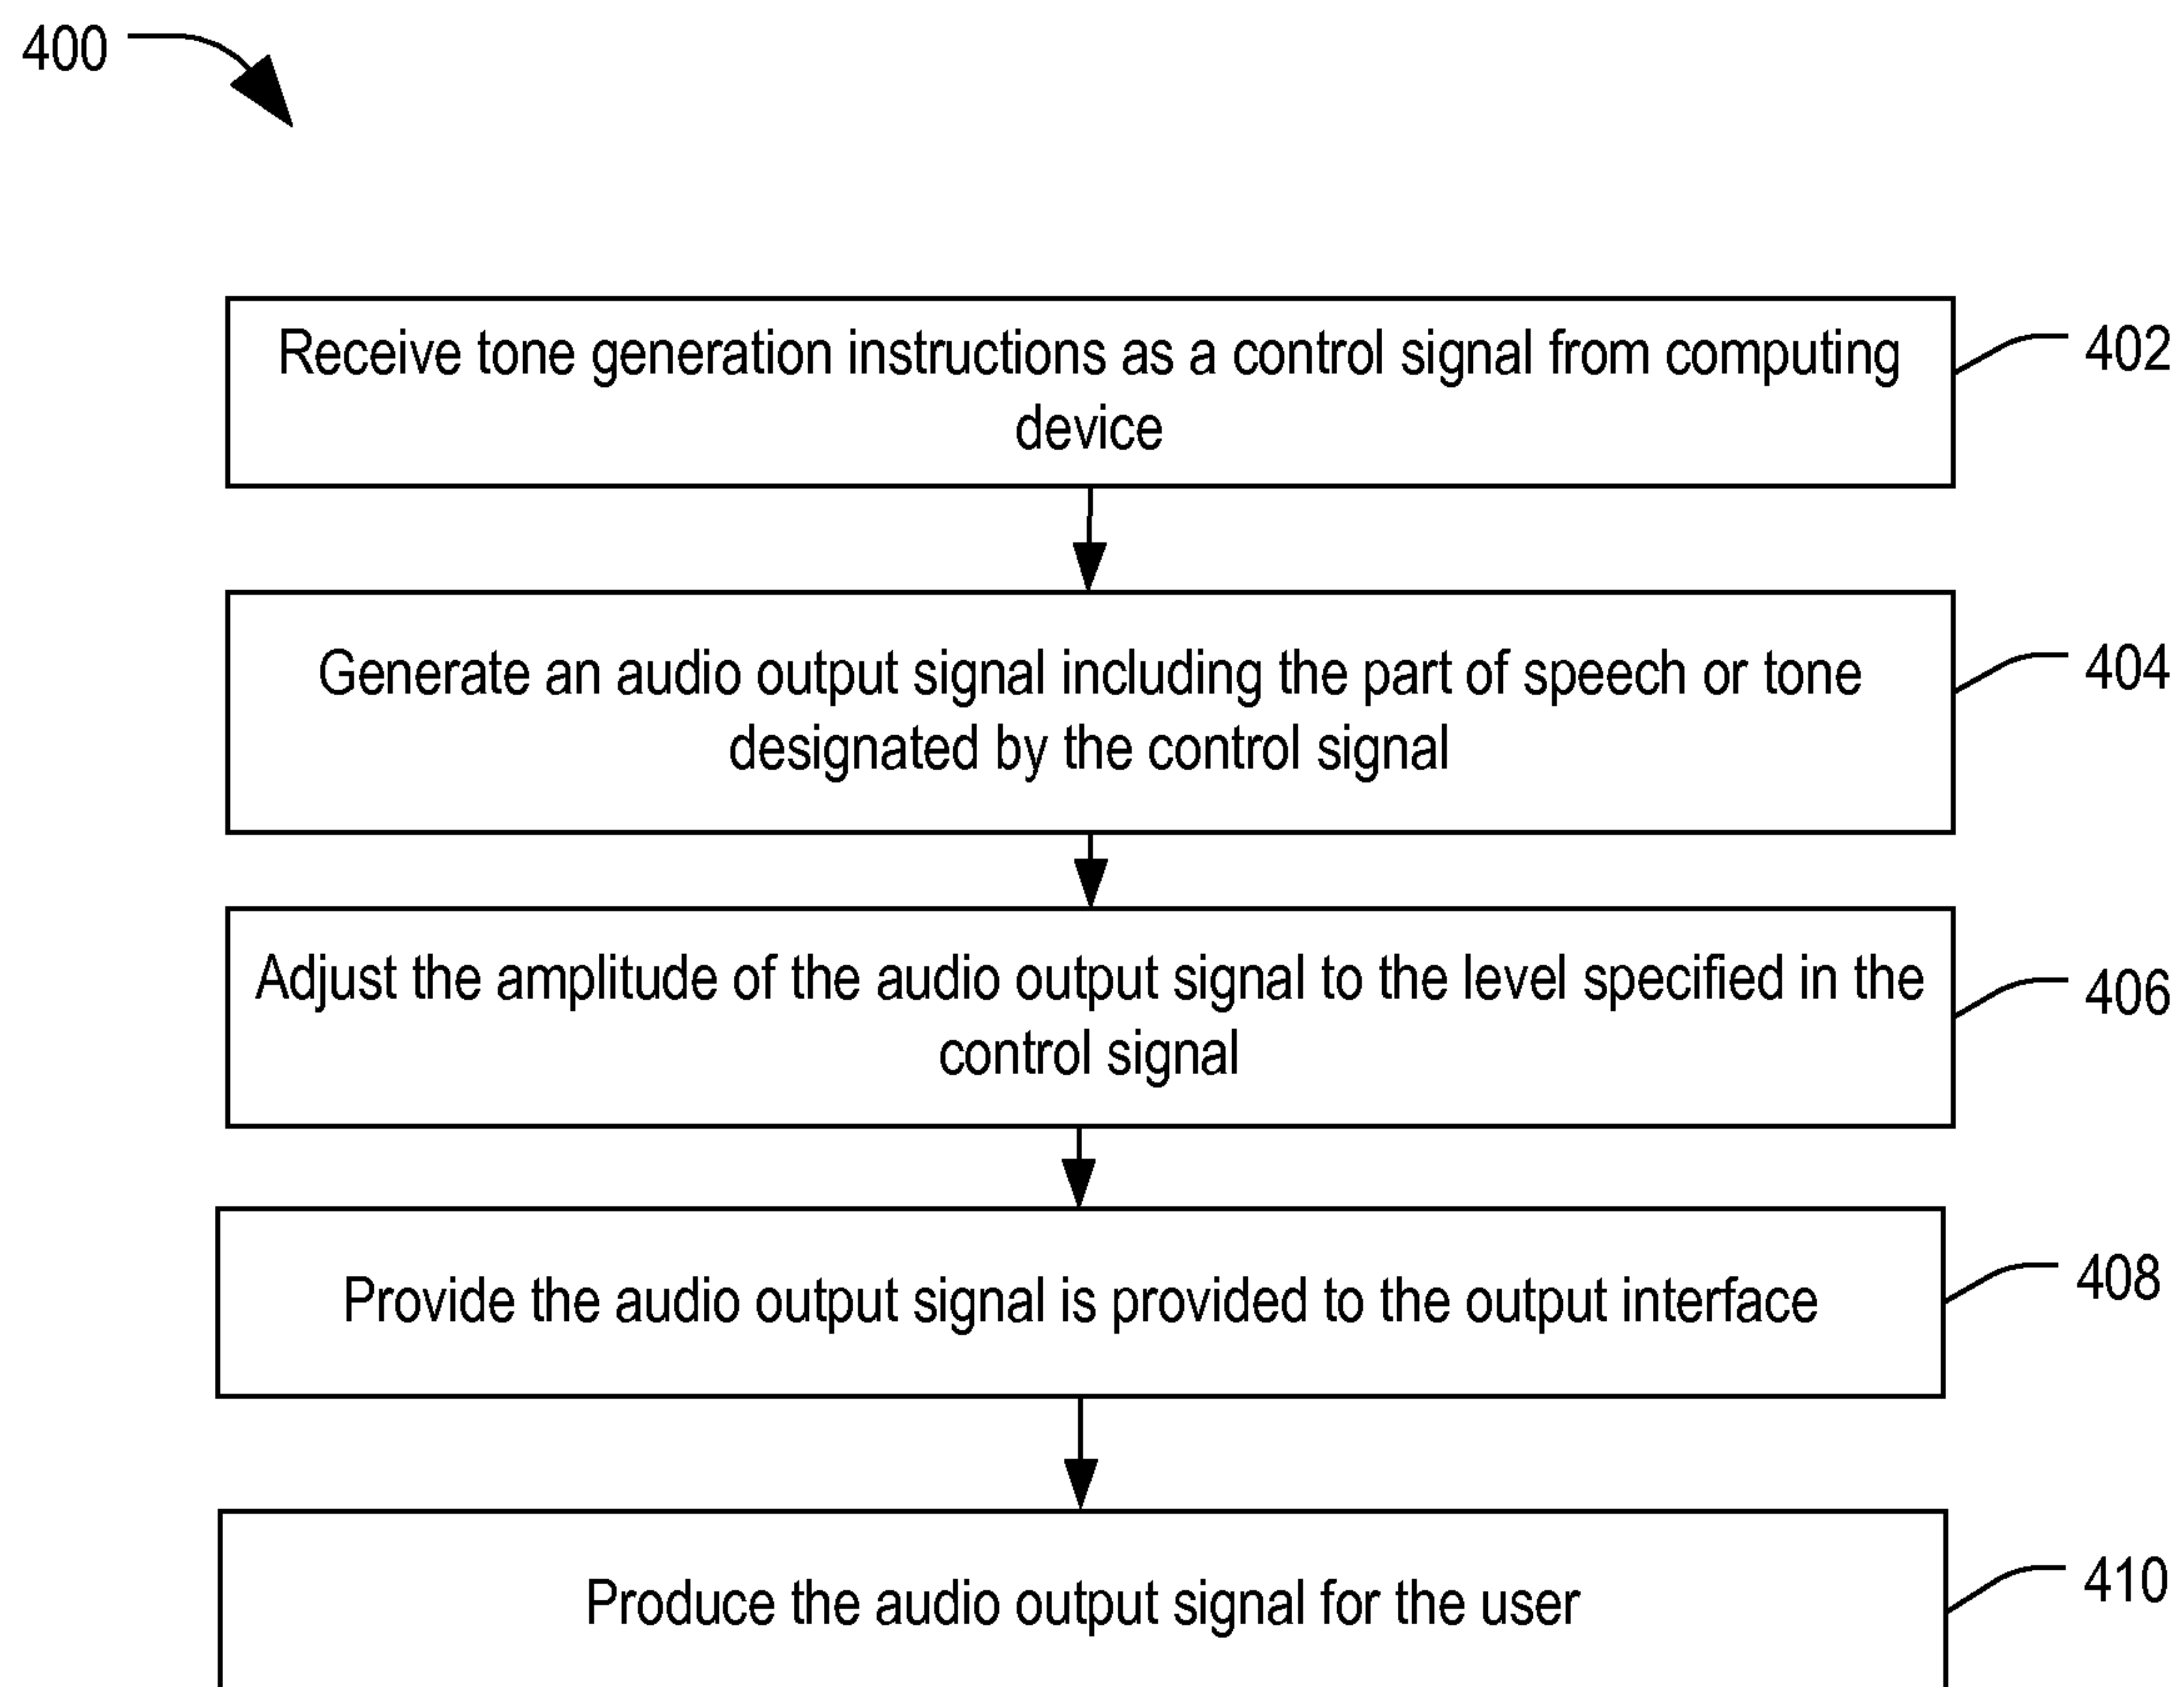 400
Receive tone generation instructions as a control signal from computing
device
402
Generate an audio output signal including the part of speech or tone
designated by the control signal
404
Adjust the amplitude of the audio output signal to the level specified in the
control signal
406
Provide the audio output signal is provided to the output interface
408
Produce the audio output signal for the user
410